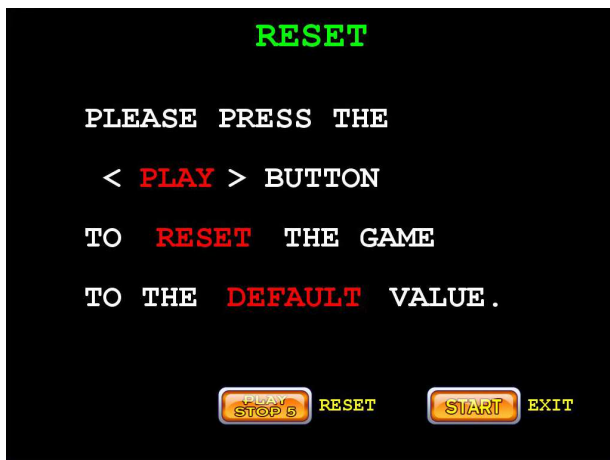 RESET
PLEASE PRESS THE
< PLAY > BUTTON
TO RESET THE GAME
TO THE DEFAULT VALUE.
PLAY
STOP 5 RESET START EXIT